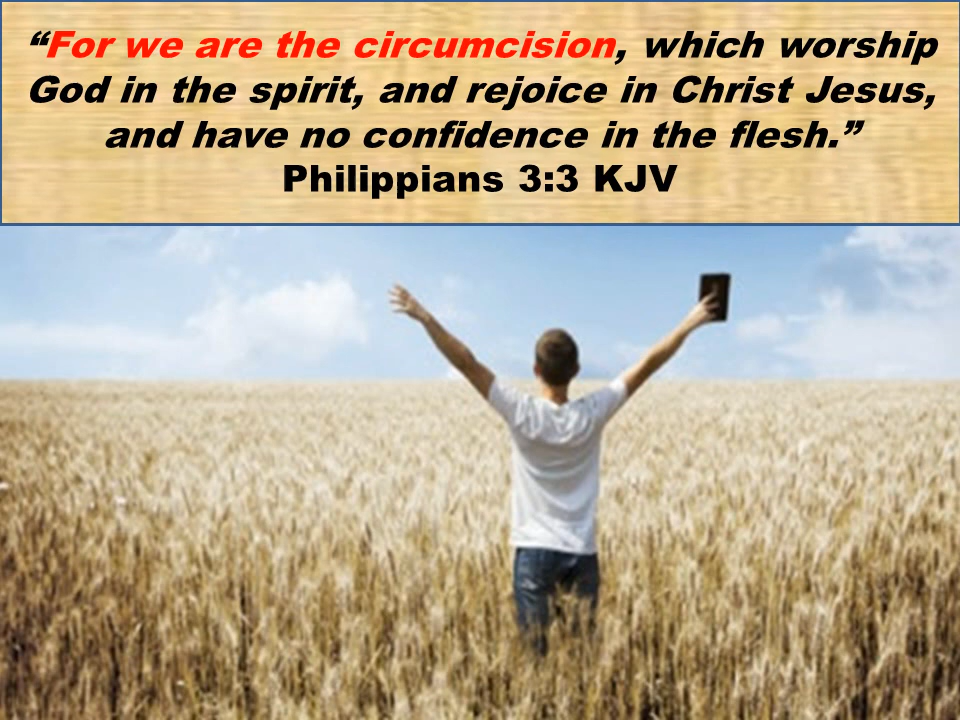 “For we are the circumcision, which worship
God in the spirit, and rejoice in Christ Jesus,
and have no confidence in the flesh.”
Philippians 3:3 KJV